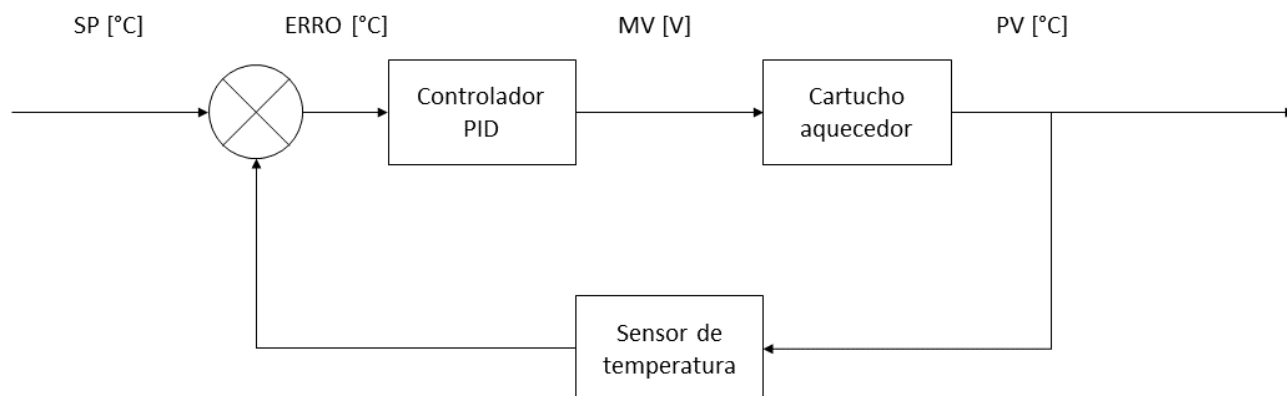 SP [°C]
ERRO [°C]
MV [V]
PV [°C]
Controlador
PID
Cartucho
aquecedor
Sensor de
temperatura